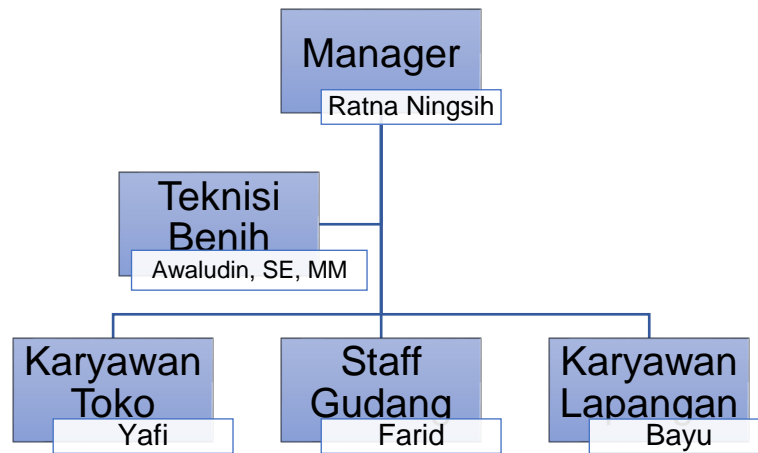 Manager
Ratna Ningsih
Teknisi
Benih
Awaludin, SE, MM
Karyawan
Toko
Yafi
Staff
Gudang
Farid
Karyawan
Lapangan
Bayu